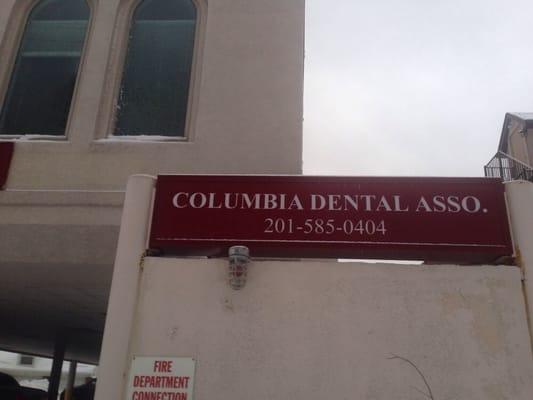 COLUMBIA DENTAL ASSO.
201-585-0404
FIRE
DEPARTMENT
CONNECTION